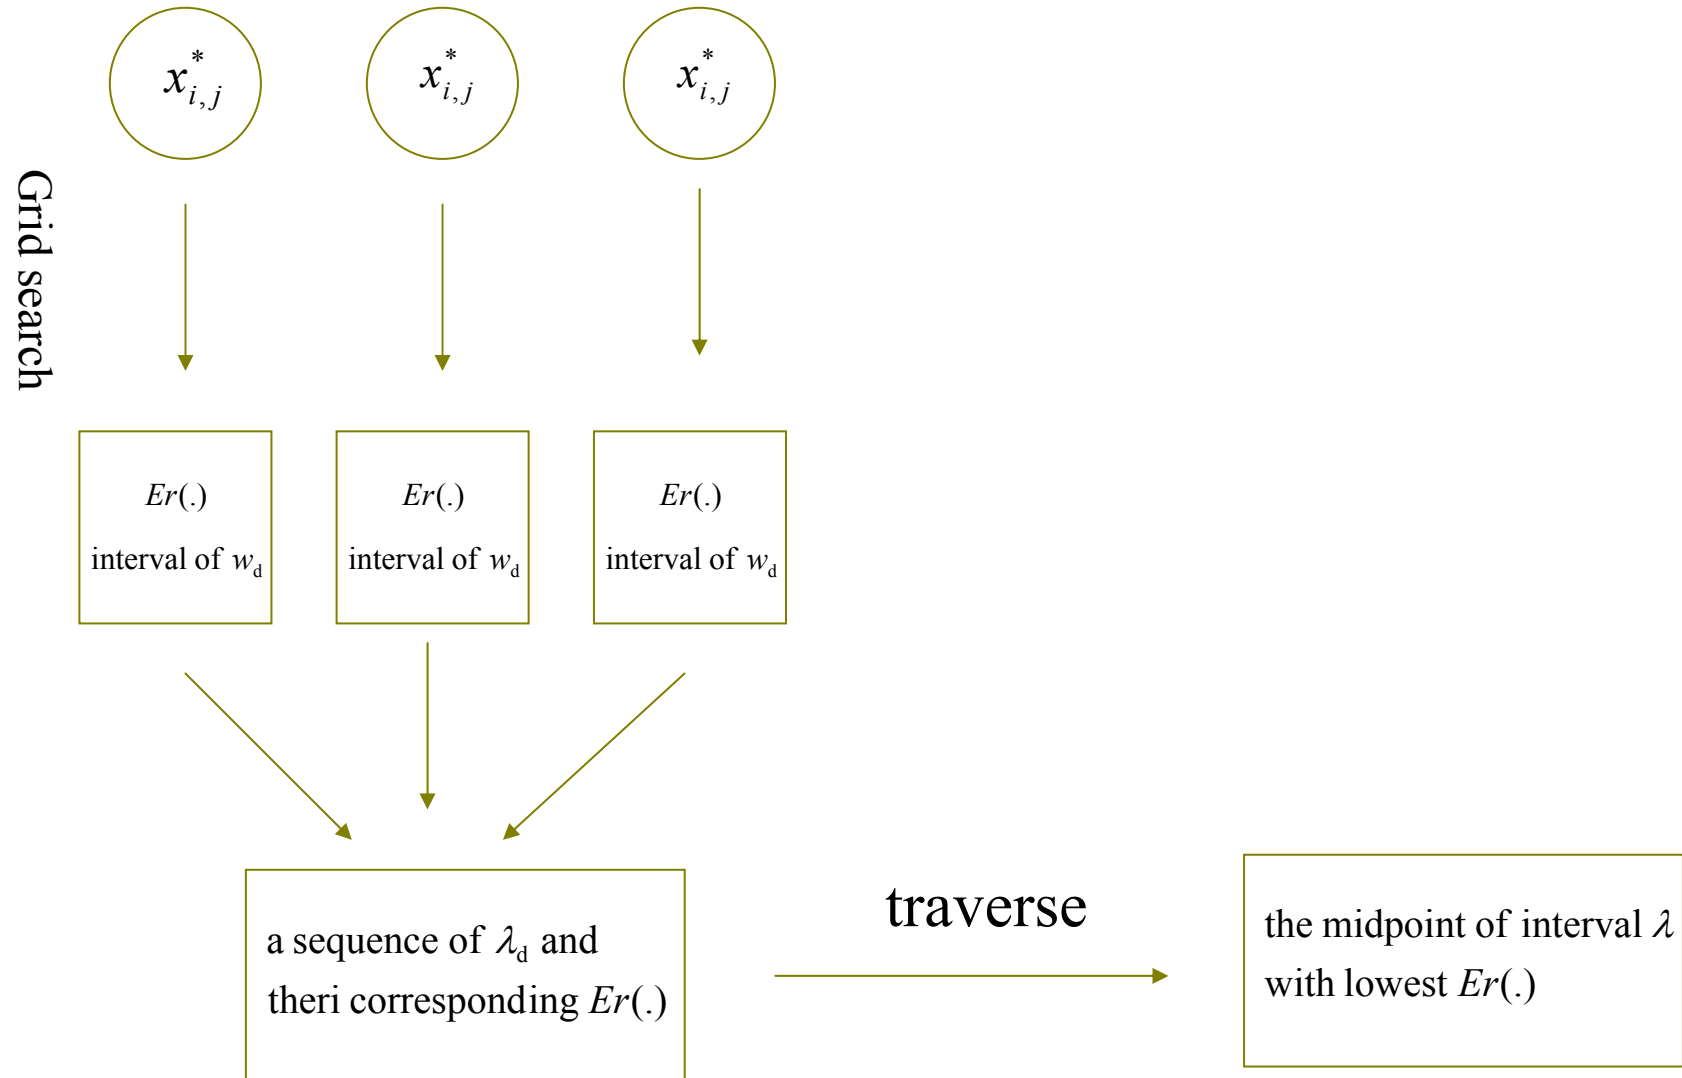 x*i,j x*i,j x*i,j
Grid search
Er(.) Er(.) Er(.)
interval of wd interval of wd interval of wd
a sequence of λd and
theri corresponding Er(.)
traverse
the midpoint of interval λ
with lowest Er(.)